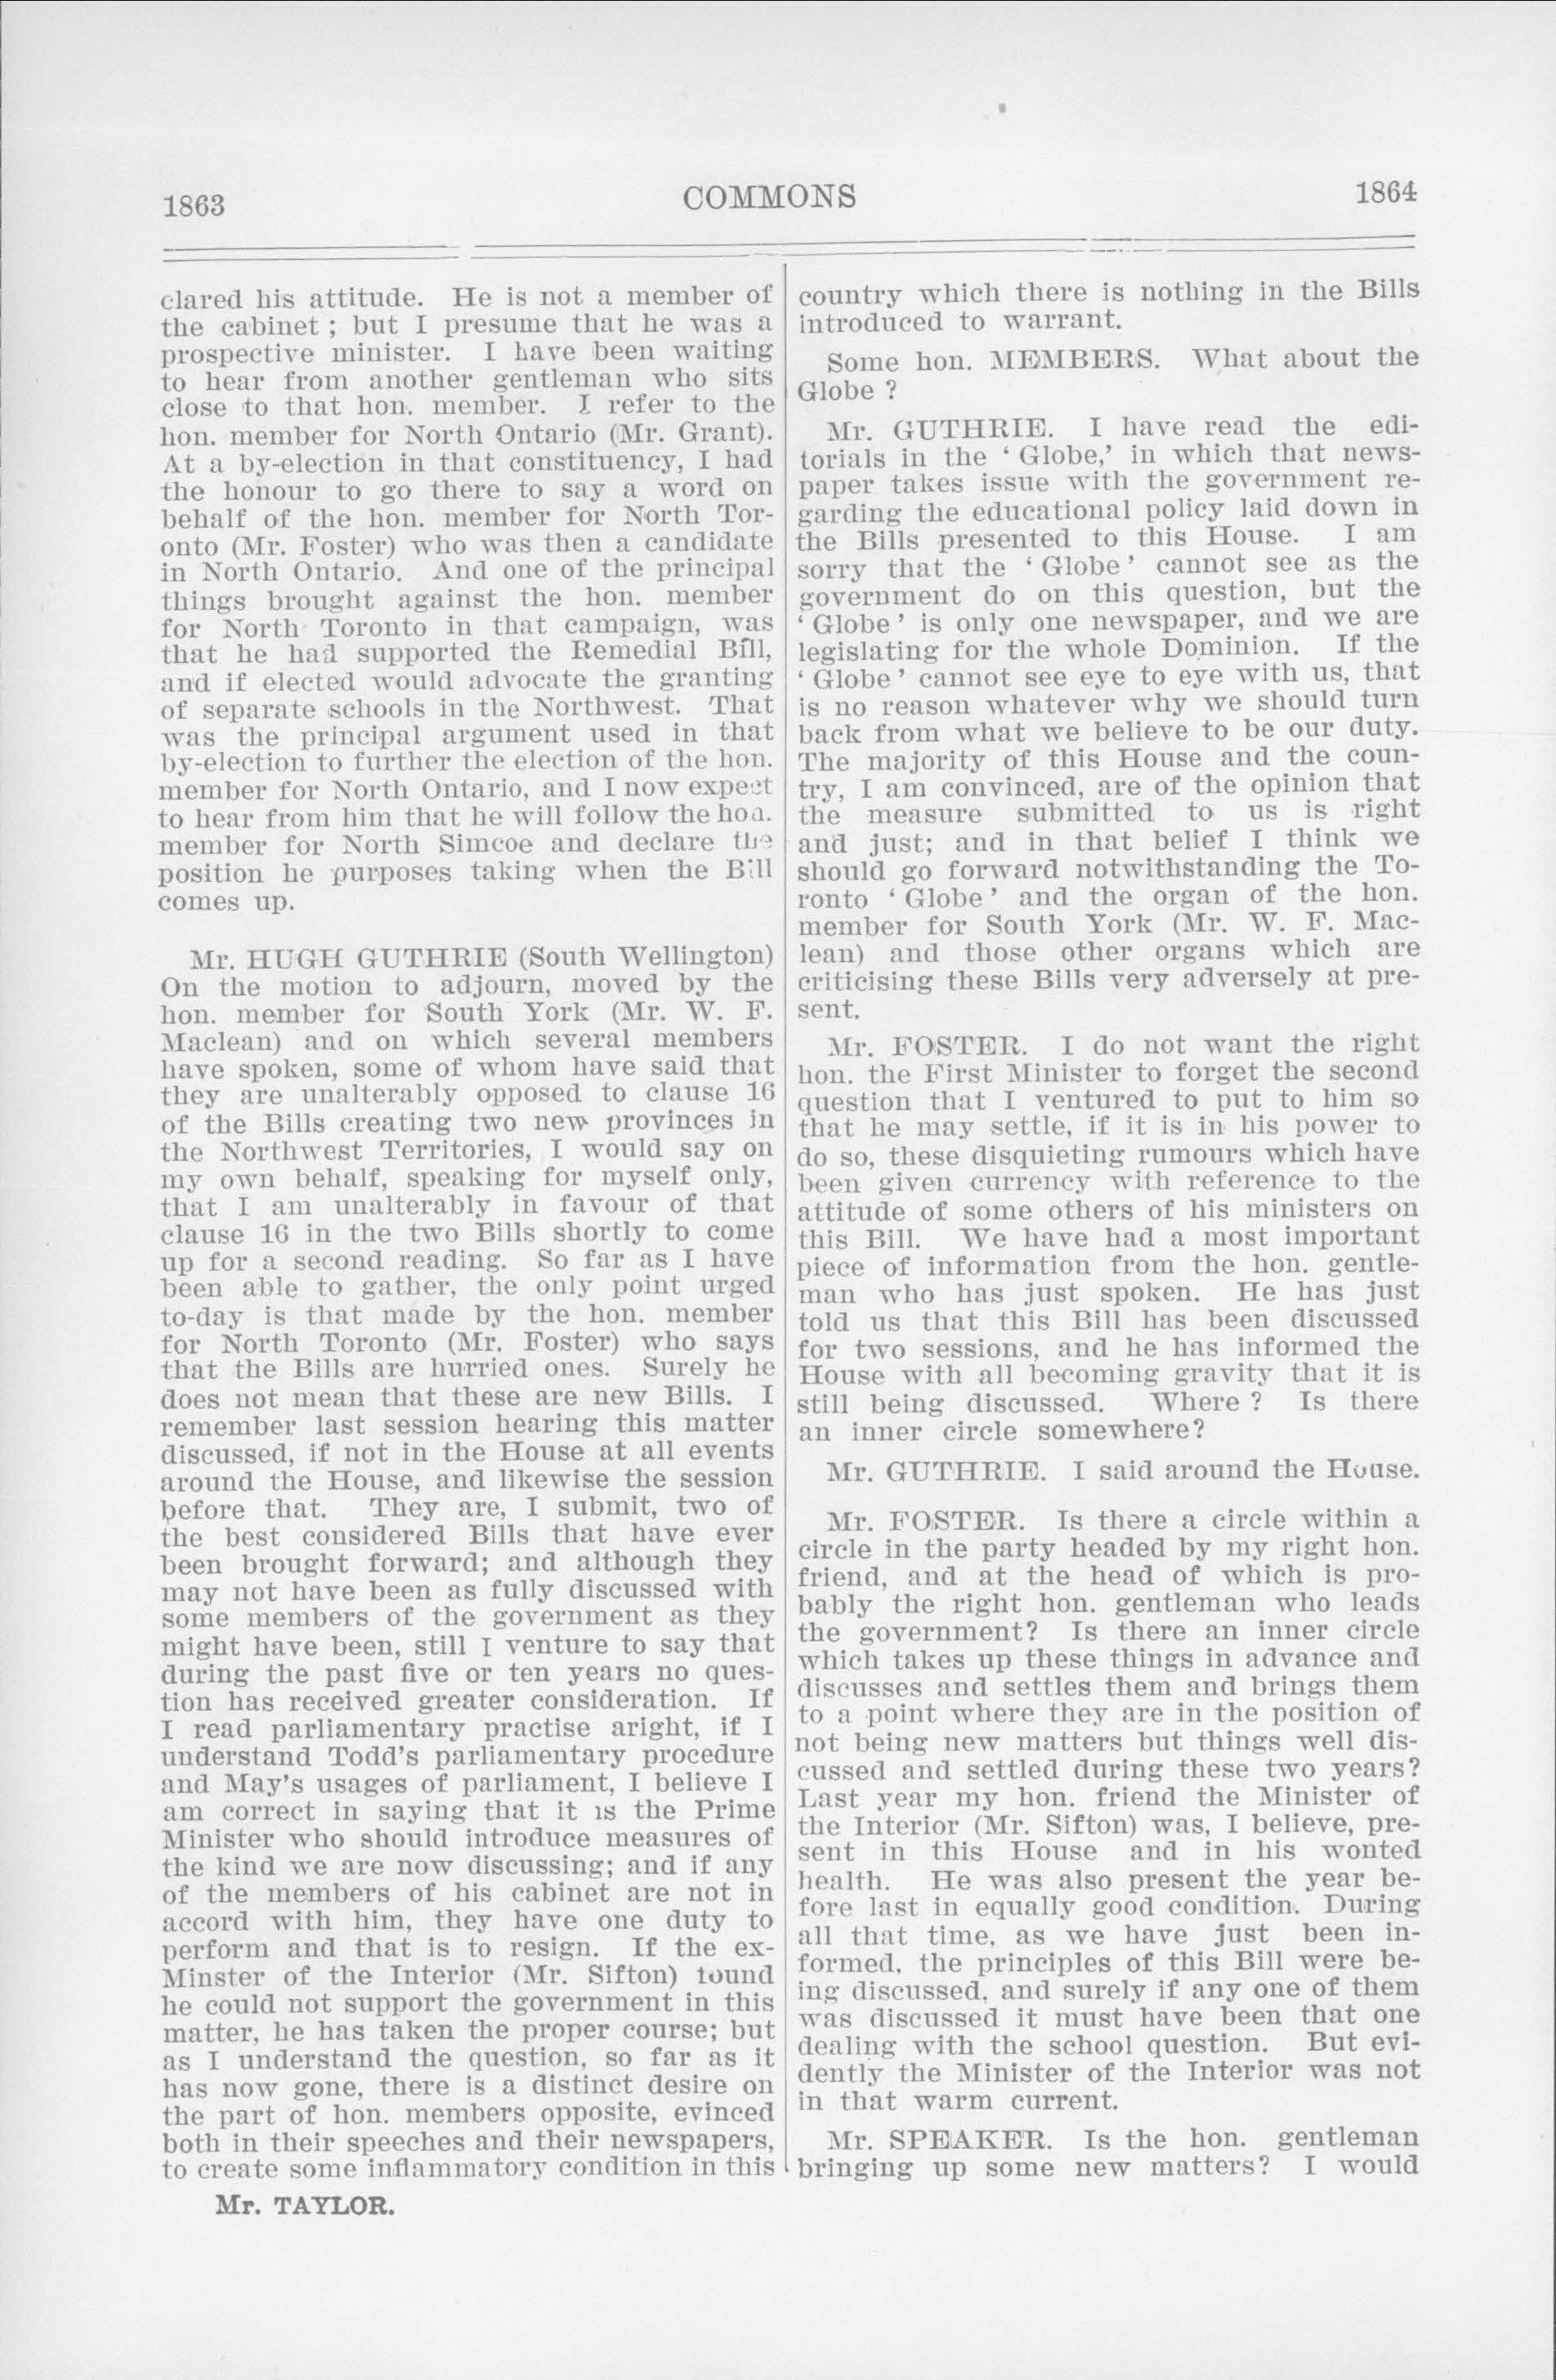 1863
COMMONS
1864
clared his attitude. He is not a member of
the cabinet ; but I presume that he was a
prospective minister. I have been waiting
to hear from another gentleman who sits
close to that hon. member. I refer to the
hon. member for North Ontario (Mr. Grant).
At a by-election in that constituency, I had
the honour to go there to say a word on
behalf of the hon. member for North Tor-
onto (Mr. Foster) who was then a candidate
in North Ontario. And one of the principal
things brought against the hon. member
for North Toronto in that campaign, was
that he had supported the Remedial Bill,
and if elected would advocate the granting
of separate schools in the Northwest. That
was the principal argument used in that
by-election to further the election of the hon.
member for North Ontario, and I now expect
to hear from him that he will follow the hon.
member for North Simcoe and declare the
position he purposes taking when the Bill
comes up.
Mr. HUGH GUTHRIE (South Wellington)
On the motion to adjourn, moved by the
hon. member for South York (Mr. W. F.
Maclean) and on which several members
have spoken, some of whom have said that
they are unalterably opposed to clause 16
of the Bills creating two new provinces in
the Northwest Territories, I would say on
my own behalf, speaking for myself only,
that I am unalterably in favour of that
clause 16 in the two Bills shortly to come
up for a second reading. So far as I have
been able to gather, the only point urged
to-day is that made by the hon. member
for North Toronto (Mr. Foster) who says
that the Bills are hurried ones. Surely he
does not mean that these are new Bills. I
remember last session hearing this matter
discussed, if not in the House at all events
around the House, and likewise the session
before that. They are, I submit, two of
the best considered Bills that have ever
been brought forward; and although they
may not have been as fully discussed with
some members of the government as they
might have been, still I venture to say that
during the past five or ten years no ques-
tion has received greater consideration. If
I read parliamentary practise aright, if I
understand Todd's parliamentary procedure
and May's usages of parliament, I believe I
am correct in saying that it is the Prime
Minister who should introduce measures of
the kind we are now discussing; and if any
of the members of his cabinet are not in
accord with him, they have one duty to
perform and that is to resign. If the ex-
Minster of the Interior (Mr. Sifton) found
he could not support the government in this
matter, he has taken the proper course; but
as I understand the question, so far as it
has now gone, there is a distinct desire on
the part of hon. members opposite, evinced
both in their speeches and their newspapers,
to create some inflammatory condition in this
Mr. TAYLOR.
country which there is nothing in the Bills
introduced to warrant.
Some hon. MEMBERS. What about the
Globe ?
Mr. GUTHRIE. I have read the edi-
torials in the ‘ Globe,’ in which that news-
paper takes issue with the government re-
garding the educational policy laid down in
the Bills presented to this House. I am
sorry that the ‘ Globe ’ cannot see as the
government do on this question, but the
‘ Globe ’ is only one newspaper, and we are
legislating for the whole Dominion. If the
‘ Globe ’ cannot see eye to eye with us, that
is no reason whatever why we should turn
back from what we believe to be our duty.
The majority of this House and the coun-
try, I am convinced, are of the opinion that
the measure submitted to us is right
and just; and in that belief I think we
should go forward notwithstanding the To-
ronto ‘ Globe ’ and the organ of the hon.
member for South York (Mr. W. F. Mac-
lean) and those other organs which are
criticising these Bills very adversely at pre-
sent.
Mr. FOSTER. I do not want the right
hon. the First Minister to forget the second
question that I ventured to put to him so
that he may settle, if it is in his power to
do so, these disquieting rumours which have
been given currency with reference to the
attitude of some others of his ministers on
this Bill. We have had a most important
piece of information from the hon. gentle-
man who has just spoken. He has just
told us that this Bill has been discussed
for two sessions, and he has informed the
House with all becoming gravity that it is
still being discussed. Where ? Is there
an inner circle somewhere?
Mr. GUTHRIE. I said around the House.
Mr. FOSTER. Is there a circle within a
circle in the party headed by my right hon.
friend, and at the head of which is pro-
bably the right hon. gentleman who leads
the government? Is there an inner circle
which takes up these things in advance and
discusses and settles them and brings them
to a point where they are in the position of
not being new matters but things well dis-
cussed and settled during these two years?
Last year my hon. friend the Minister of
the Interior (Mr. Sifton) was, I believe, pre-
sent in this House and in his wonted
health. He was also present the year be-
fore last in equally good condition. During
all that time, as we have just been in-
formed, the principles of this Bill were be-
ing discussed, and surely if any one of them
was discussed it must have been that one
dealing with the school question. But evi-
dently the Minister of the Interior was not
in that warm current.
Mr. SPEAKER. Is the hon. gentleman
bringing up some new matters? I would